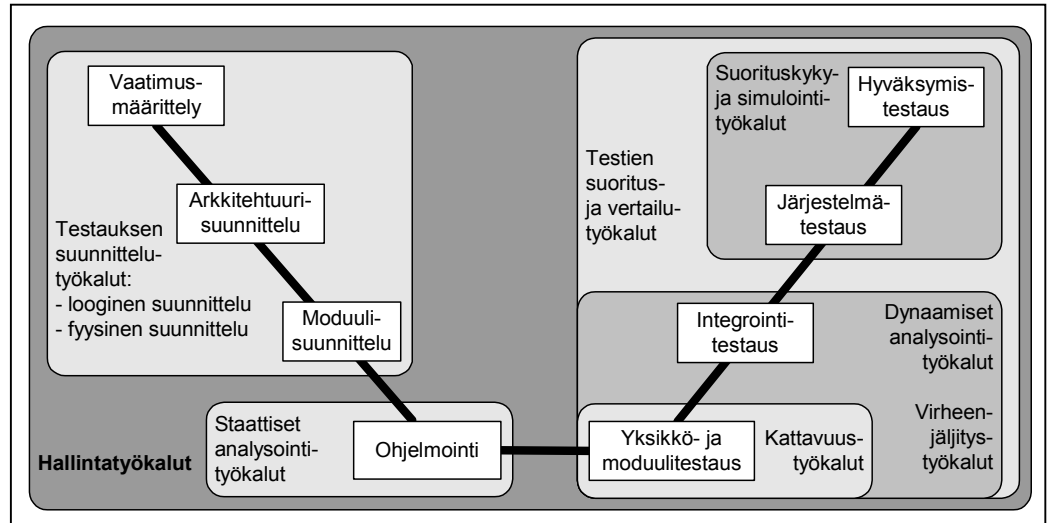 Vaatimus-
määrittely
Arkkitehtuuri-
suunnittelu
Testauksen
suunnittelu-
työkalut:
- looginen suunnittelu
- fyysinen suunnittelu
Moduuli-
suunnittelu
Staattiset
analysointi-
työkalut
Ohjelmointi
Hallintatyökalut
Suorituskyky-
ja simulointi-
työkalut
Hyväksymis-
testaus
Testien
suoritus-
ja vertailu-
työkalut
Järjestelmä-
testaus
Integrointi-
testaus
Dynaamiset
analysointi-
työkalut
Yksikkö- ja
moduulitestaus
Kattavuus-
työkalut
Virheen-
jäljitys-
työkalut